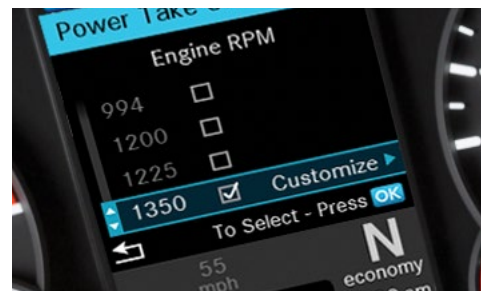 Power Take
Engine RPM
994
1200
1225
1350 Customize
To Select - Press OK
55 N
mph economy